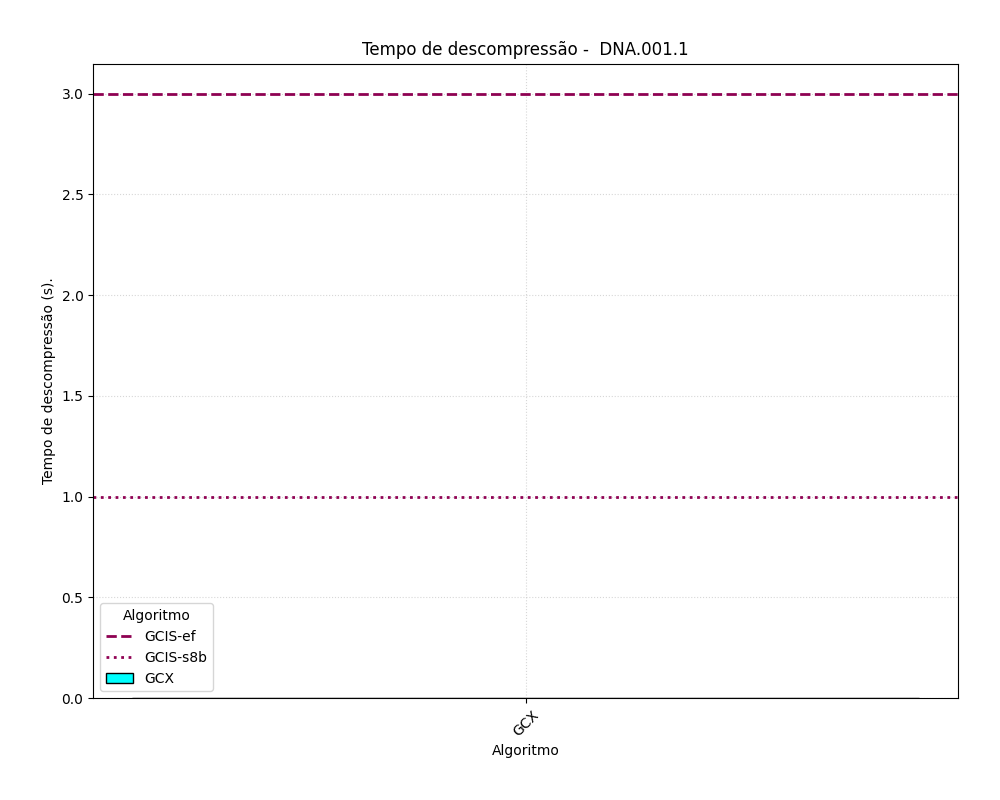 Tempo de descompressão -  DNA.001.1
3.0
2.5
2.0
1.5
1.0
0.5
0.0
Tempo de descompressão (s).
Algoritmo
GCIS-ef
GCIS-s8b
GCX
GCX
Algoritmo